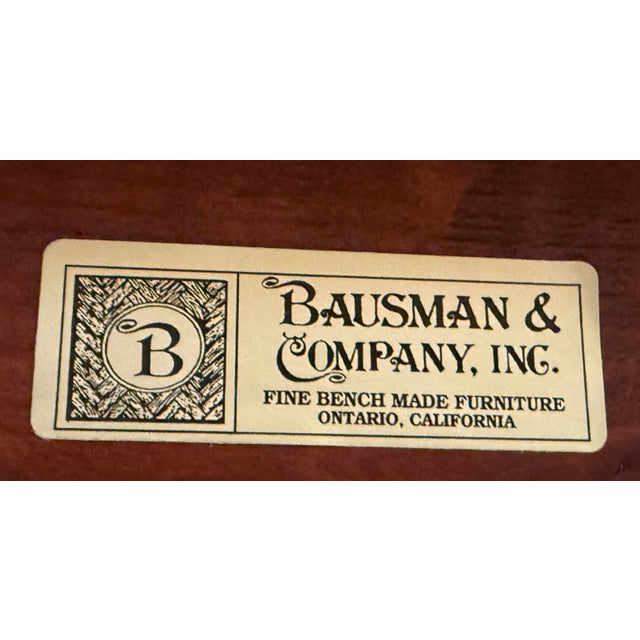 B
BAUSMAN &
COMPANY, INC.
FINE BENCH MADE FURNITURE
ONTARIO, CALIFORNIA